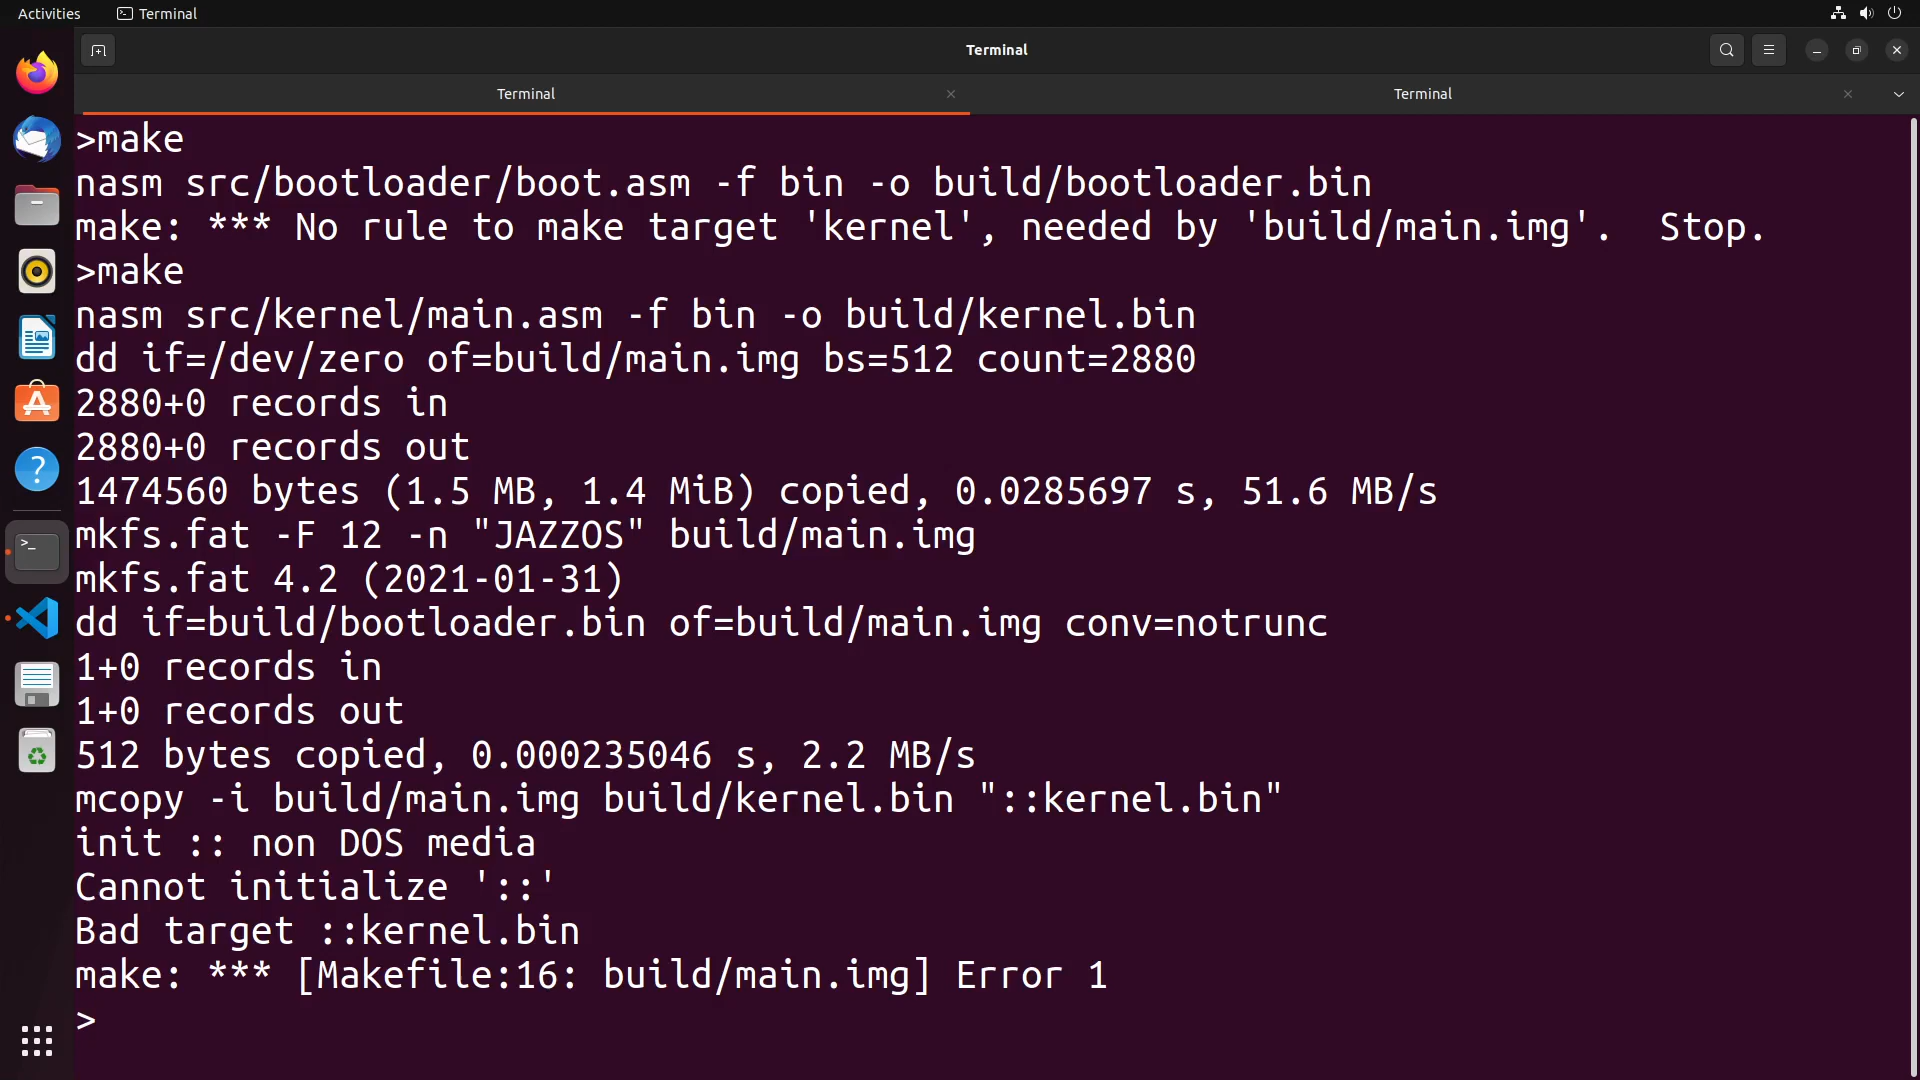 Activities Terminal
Terminal
Terminal Terminal
>make
nasm src/bootloader/boot.asm -f bin -o build/bootloader.bin
make: *** No rule to make target 'kernel', needed by 'build/main.img'.  Stop.
>make
nasm src/kernel/main.asm -f bin -o build/kernel.bin
dd if=/dev/zero of=build/main.img bs=512 count=2880
2880+0 records in
2880+0 records out
1474560 bytes (1.5 MB, 1.4 MiB) copied, 0.0285697 s, 51.6 MB/s
mkfs.fat -F 12 -n "JAZZOS" build/main.img
mkfs.fat 4.2 (2021-01-31)
dd if=build/bootloader.bin of=build/main.img conv=notrunc
1+0 records in
1+0 records out
512 bytes copied, 0.000235046 s, 2.2 MB/s
mcopy -i build/main.img build/kernel.bin "::kernel.bin"
init :: non DOS media
Cannot initialize '::'
Bad target ::kernel.bin
make: *** [Makefile:16: build/main.img] Error 1
>